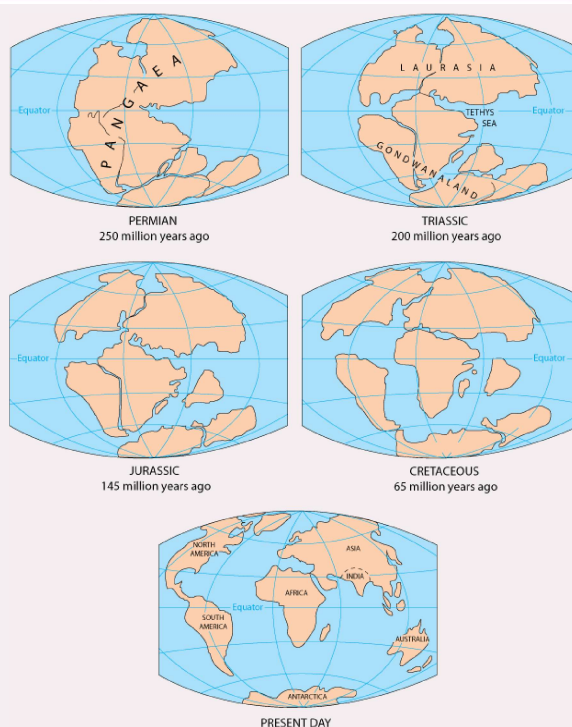 PANGAEA
Equator
PERMIAN
250 million years ago
LAURASIA
TETHYS
SEA
Equator
GONDWANALAND
TRIASSIC
200 million years ago
Equator
JURASSIC
145 million years ago
Equator
CRETACEOUS
65 million years ago
NORTH
AMERICA
ASIA
INDIA
AFRICA
Equator
SOUTH
AMERICA
AUSTRALIA
ANTARCTICA
PRESENT DAY